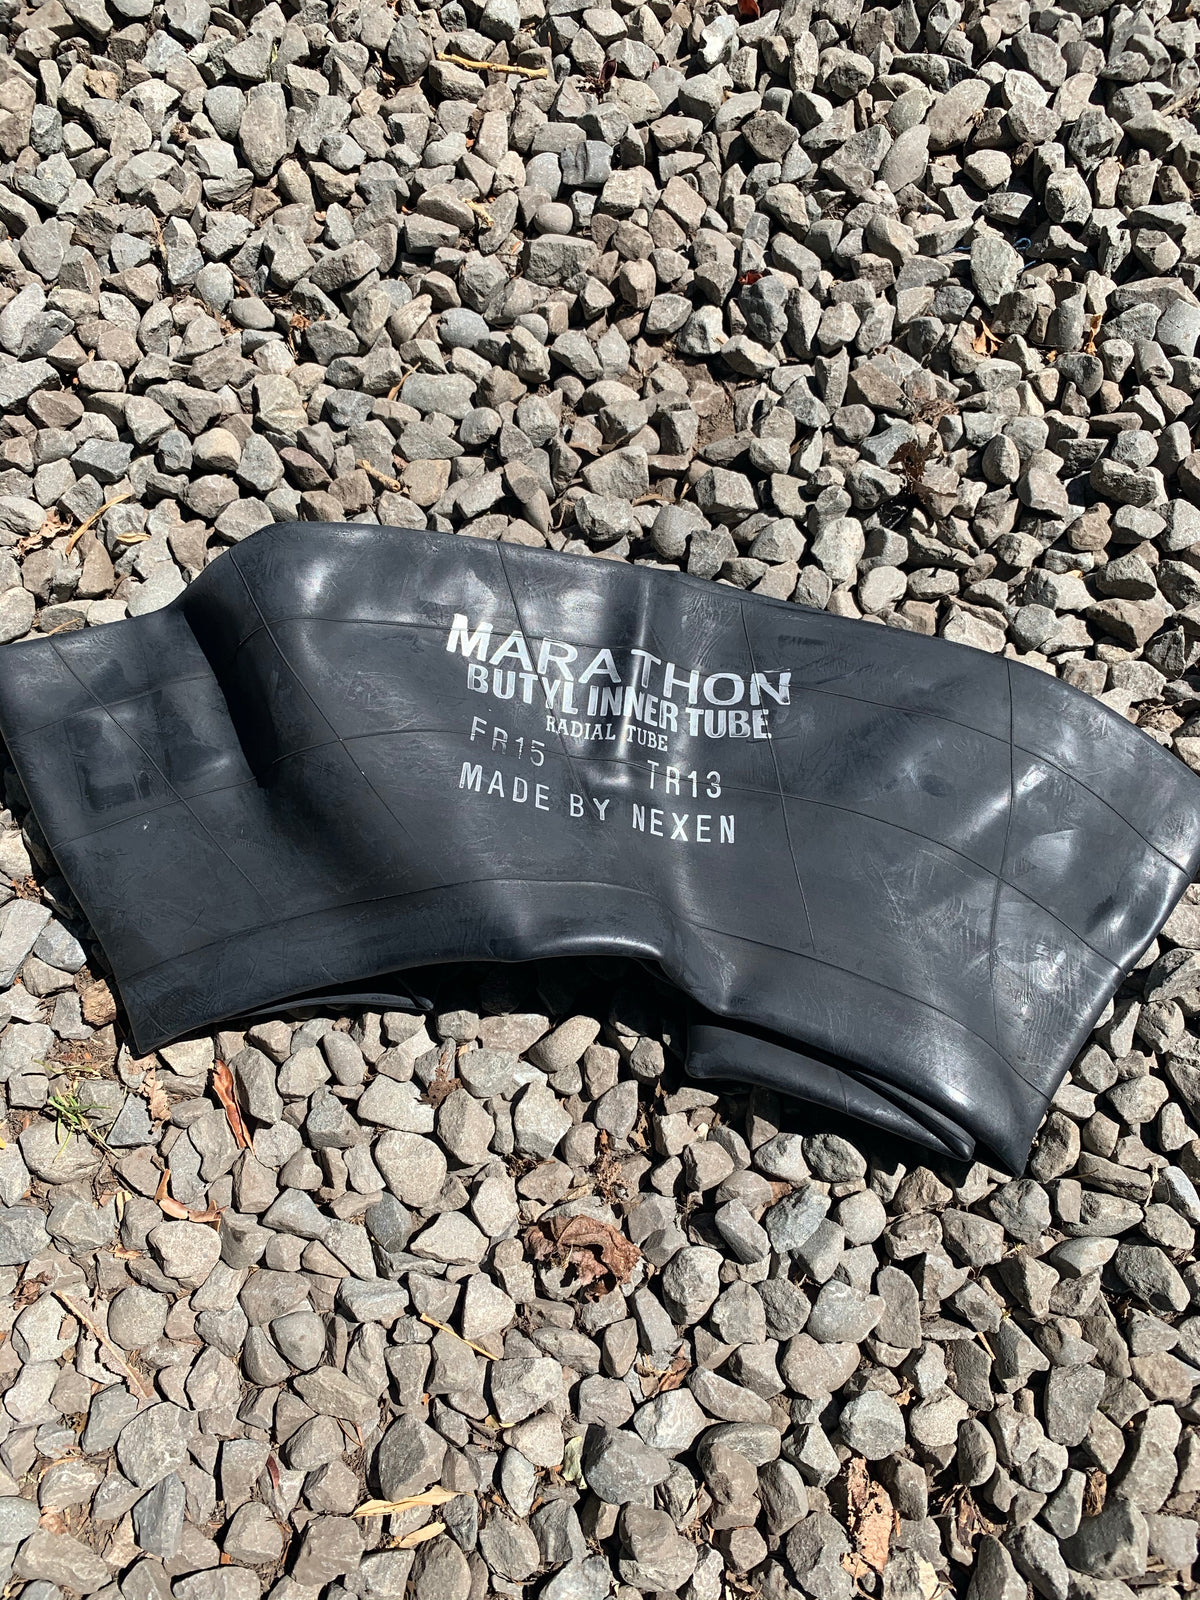 MARATHON
BUTYL INNER TUBE
RADIAL TUBE
FR15 TR13
MADE BY NEXEN